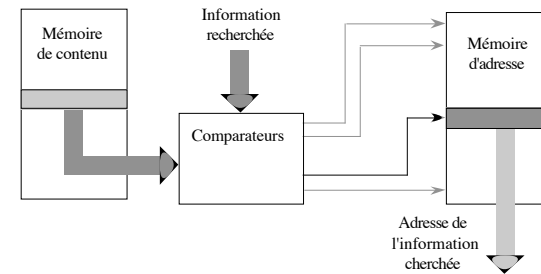 Mémoire
de contenu
Information
recherchée
Comparateurs
Mémoire
d'adresse
Adresse de
l'information
cherchée